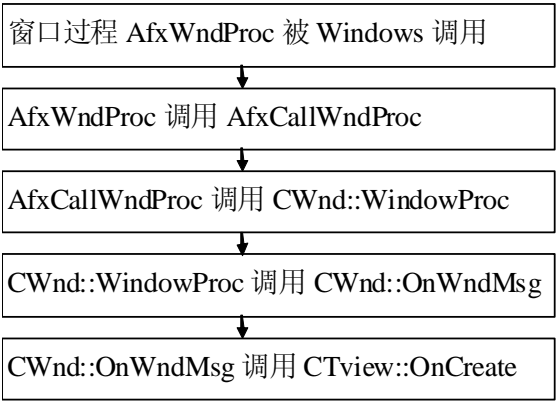 窗口过程 AfxWndProc 被 Windows 调用
AfxWndProc 调用 AfxCallWndProc
AfxCallWndProc 调用 CWnd::WindowProc
CWnd::WindowProc 调用 CWnd::OnWndMsg
CWnd::OnWndMsg 调用 CTview::OnCreate